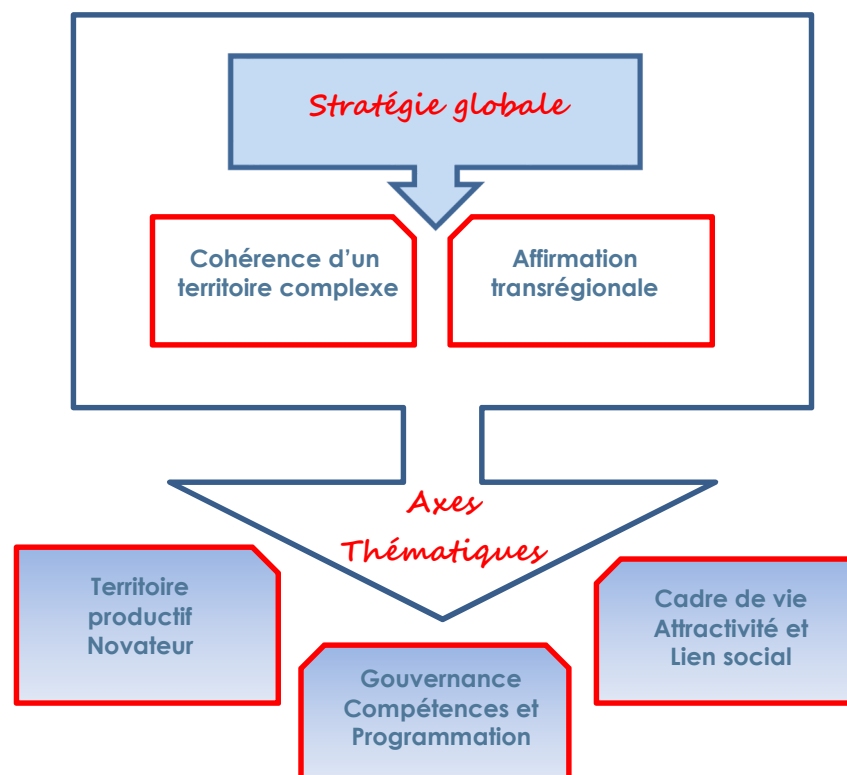 Stratégie globale
Cohérence d’un
territoire complexe
Affirmation
transrégionale
Axes
Thématiques
Territoire
productif
Novateur
Gouvernance
Compétences et
Programmation
Cadre de vie
Attractivité et
Lien social